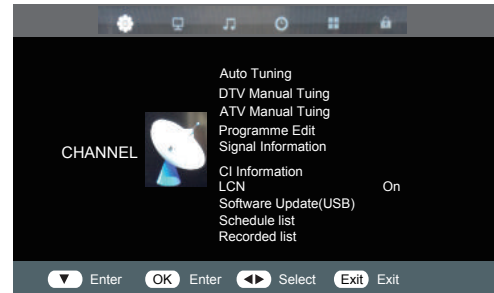 Auto Tuning
DTV Manual Tuing
ATV Manual Tuing
Programme Edit
Signal Information
CHANNEL
CI Information
LCN On
Software Update(USB)
Schedule list
Recorded list
Enter OK Enter Select Exit Exit